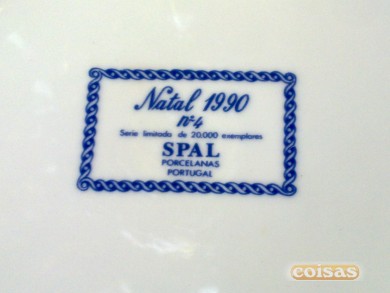 Natal 1990
nº4
Serie limitada de 20.000 exemplares
SPAL
PORCELANAS
PORTUGAL
coisas